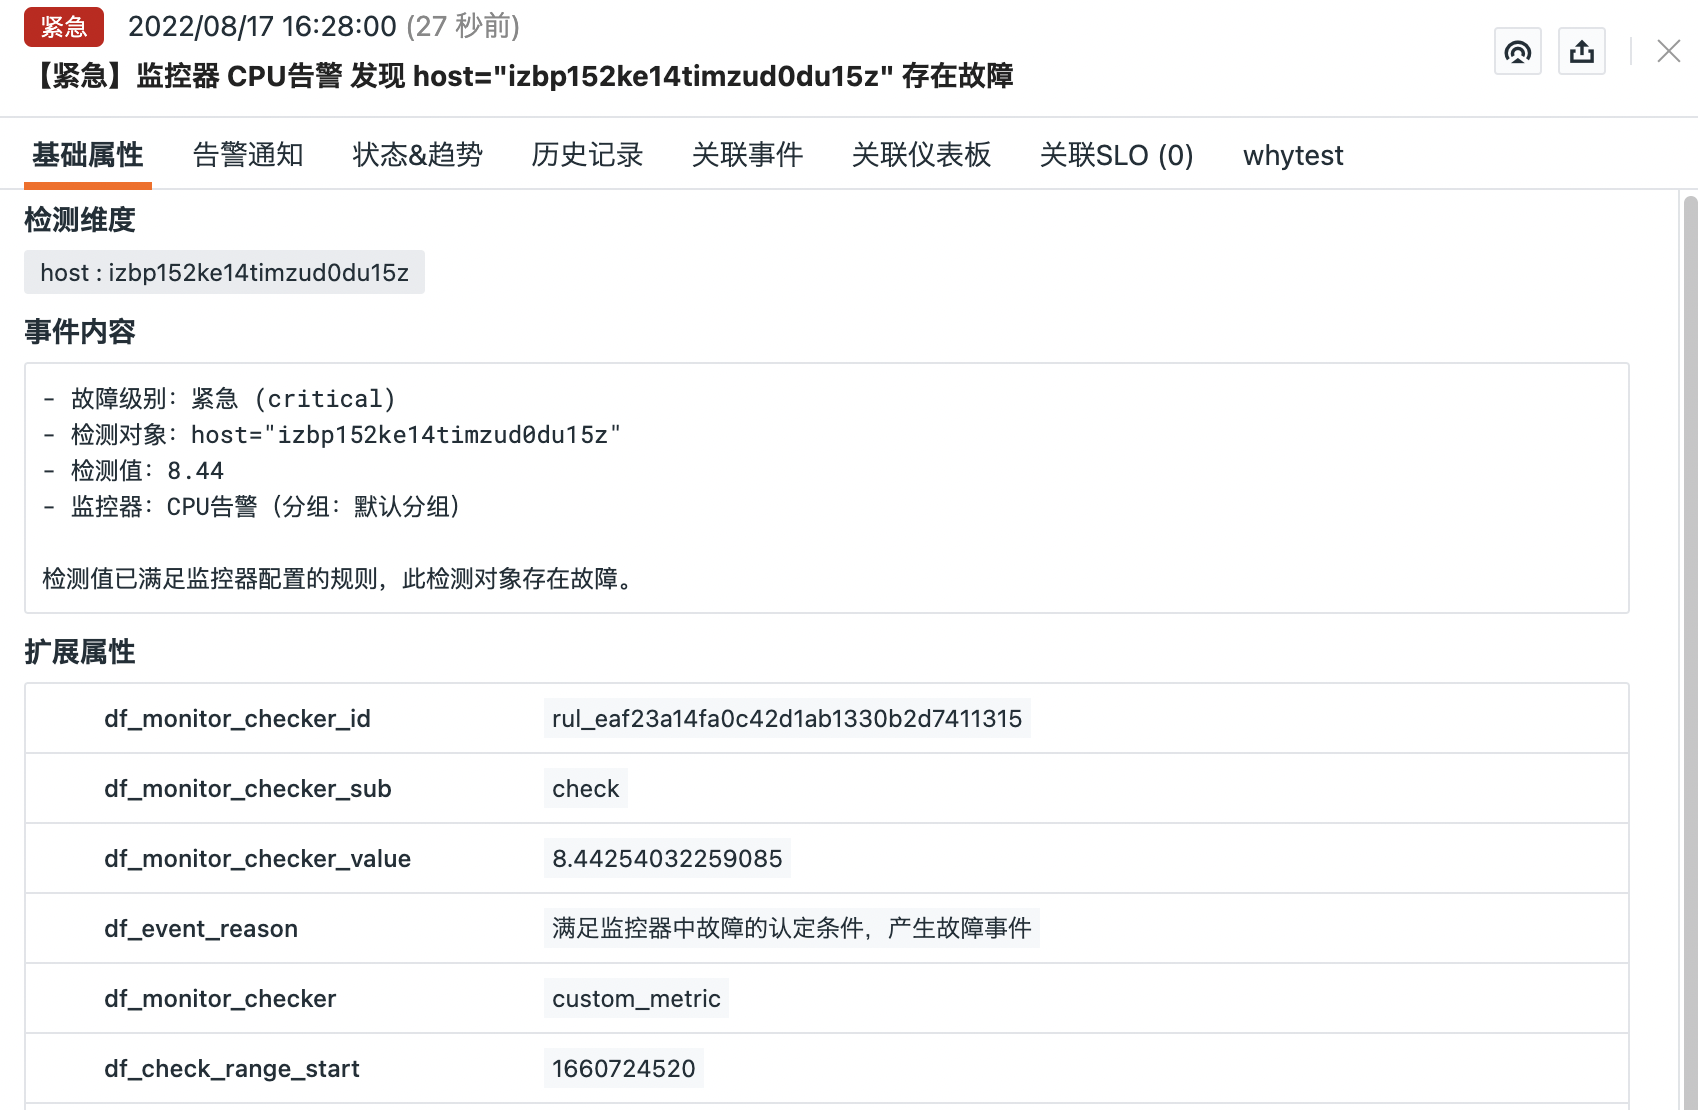 紧急 2022/08/17 16:28:00 (27 秒前)
【紧急】监控器 CPU告警 发现 host="izbp152ke14timzud0du15z" 存在故障
基础属性 告警通知 状态&趋势 历史记录 关联事件 关联仪表板 关联SLO (0) whytest
检测维度
host : izbp152ke14timzud0du15z
事件内容
- 故障级别：紧急 (critical)
- 检测对象：host="izbp152ke14timzud0du15z"
- 检测值：8.44
- 监控器：CPU告警（分组：默认分组）
检测值已满足监控器配置的规则，此检测对象存在故障。
扩展属性
df_monitor_checker_id rul_eaf23a14fa0c42d1ab1330b2d7411315
df_monitor_checker_sub check
df_monitor_checker_value 8.44254032259085
df_event_reason 满足监控器中故障的认定条件，产生故障事件
df_monitor_checker custom_metric
df_check_range_start 1660724520